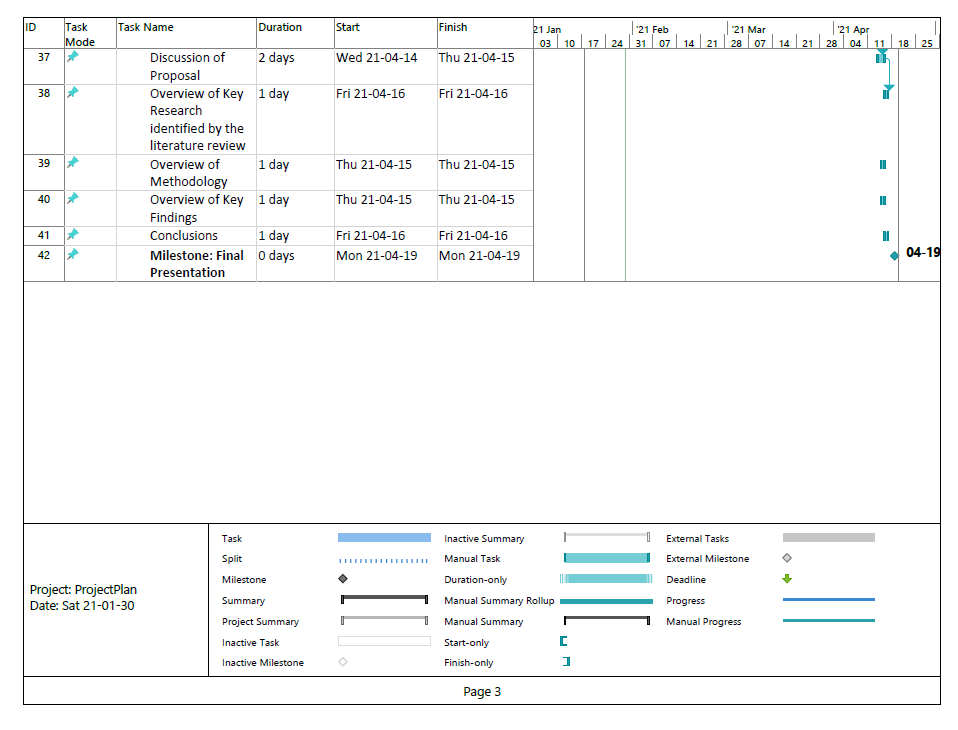 ID Task Mode Task Name Duration Start Finish
21 Jan '21 Feb '21 Mar '21 Apr
03 10 17 24 31 07 14 21 28 07 14 21 28 04 11 18 25
37 Discussion of Proposal 2 days Wed 21-04-14 Thu 21-04-15
38 Overview of Key Research identified by the literature review 1 day Fri 21-04-16 Fri 21-04-16
39 Overview of Methodology 1 day Thu 21-04-15 Thu 21-04-15
40 Overview of Key Findings 1 day Thu 21-04-15 Thu 21-04-15
41 Conclusions 1 day Fri 21-04-16 Fri 21-04-16
42 Milestone: Final Presentation 0 days Mon 21-04-19 Mon 21-04-19 04-19
Project: ProjectPlan
Date: Sat 21-01-30
Task
Split
Milestone
Summary
Project Summary
Inactive Task
Inactive Milestone
Inactive Summary
Manual Task
Duration-only
Manual Summary Rollup
Manual Summary
Start-only
Finish-only
External Tasks
External Milestone
Deadline
Progress
Manual Progress
Page 3